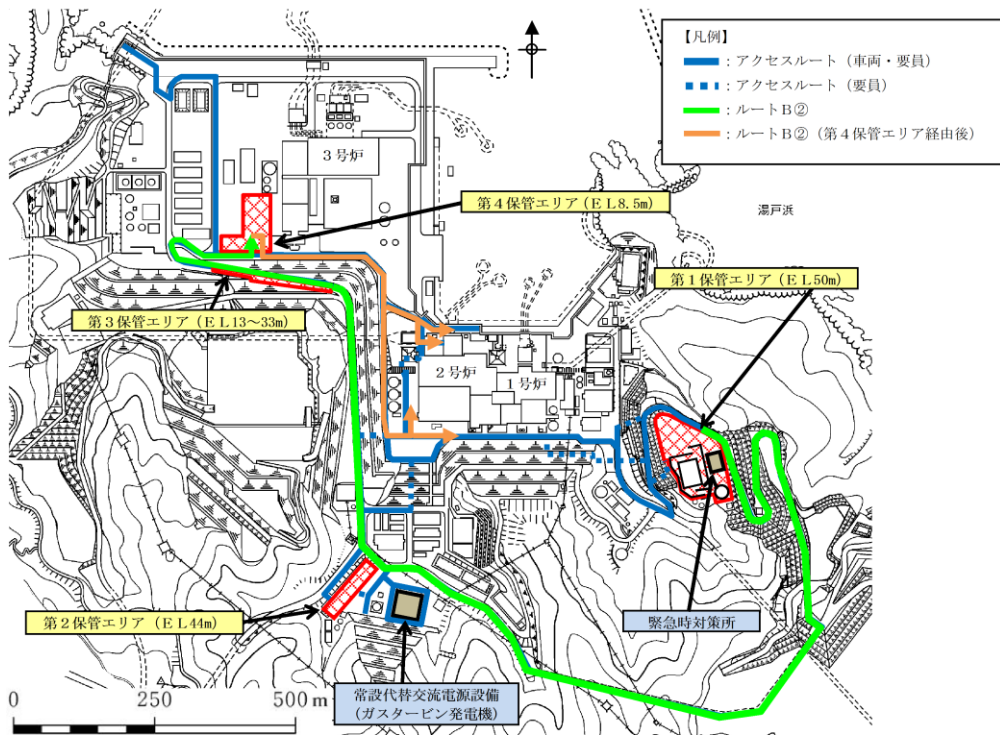 【凡例】
：アクセスルート（車両・要員）
：アクセスルート（要員）
：ルートB②
：ルートB②（第４保管エリア経由後）
３号炉
第４保管エリア（ＥＬ8.5m）
湯戸浜
第１保管エリア（ＥＬ50m）
第３保管エリア（ＥＬ13～33m）
２号炉
１号炉
第２保管エリア（ＥＬ44m）
緊急時対策所
常設代替交流電源設備
（ガスタービン発電機）
0 250 500 m